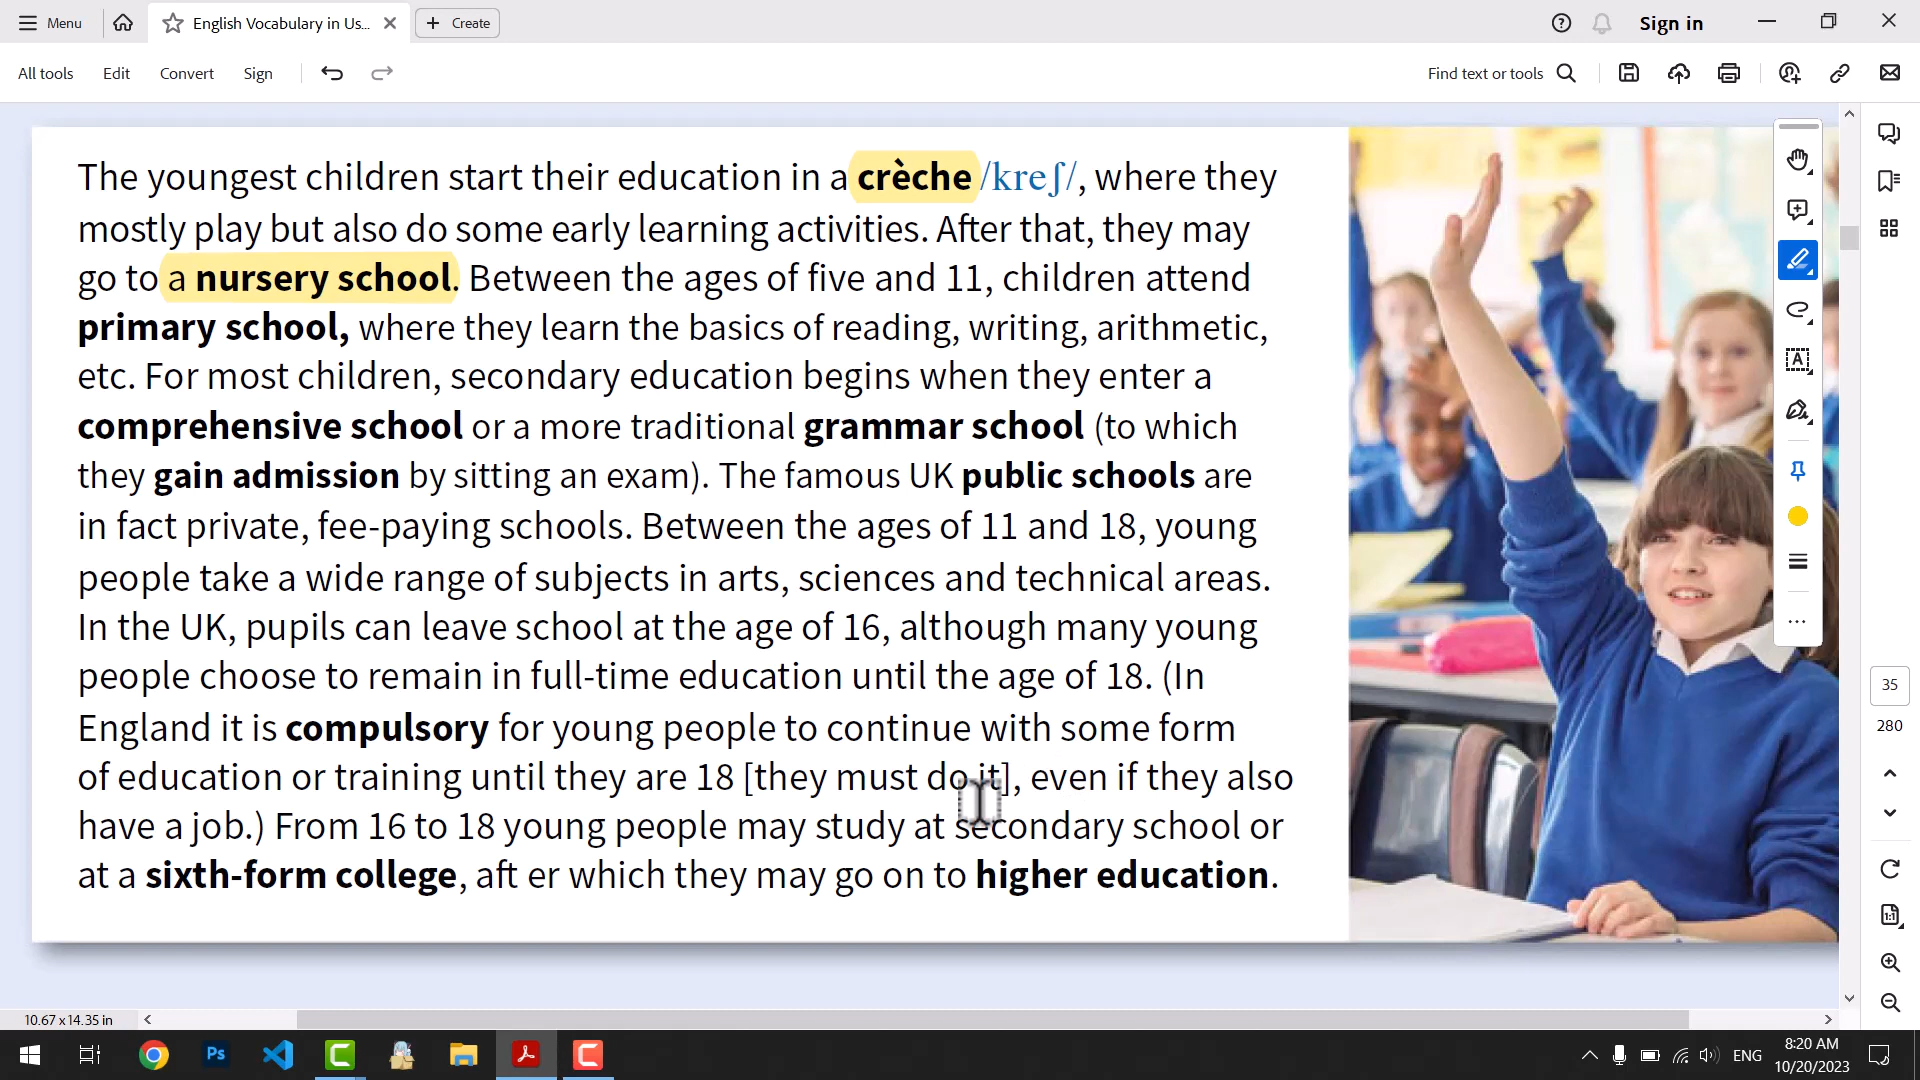 Menu
English Vocabulary in Us...
Create
Sign in
All tools
Edit
Convert
Sign
Find text or tools
The youngest children start their education in a crèche /kreʃ/, where they
mostly play but also do some early learning activities. After that, they may
go to a nursery school. Between the ages of five and 11, children attend
primary school, where they learn the basics of reading, writing, arithmetic,
etc. For most children, secondary education begins when they enter a
comprehensive school or a more traditional grammar school (to which
they gain admission by sitting an exam). The famous UK public schools are
in fact private, fee-paying schools. Between the ages of 11 and 18, young
people take a wide range of subjects in arts, sciences and technical areas.
In the UK, pupils can leave school at the age of 16, although many young
people choose to remain in full-time education until the age of 18. (In
England it is compulsory for young people to continue with some form
of education or training until they are 18 [they must do it], even if they also
have a job.) From 16 to 18 young people may study at secondary school or
at a sixth-form college, aft er which they may go on to higher education.
35
280
10.67 x 14.35 in
Ps
ENG
8:20 AM
10/20/2023